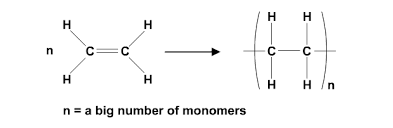 H H H H
n C C C C
H H H H n
n = a big number of monomers